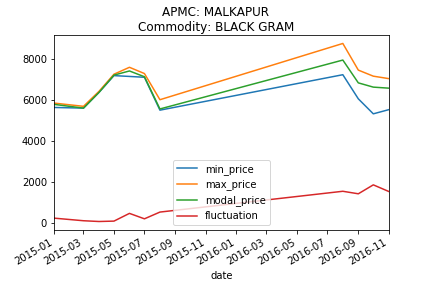 APMC: MALKAPUR
Commodity: BLACK GRAM
8000
6000
4000
2000
0
min_price
max_price
modal_price
fluctuation
2015-01
2015-03
2015-05
2015-07
2015-09
2015-11
2016-01
2016-03
2016-05
2016-07
2016-09
2016-11
date